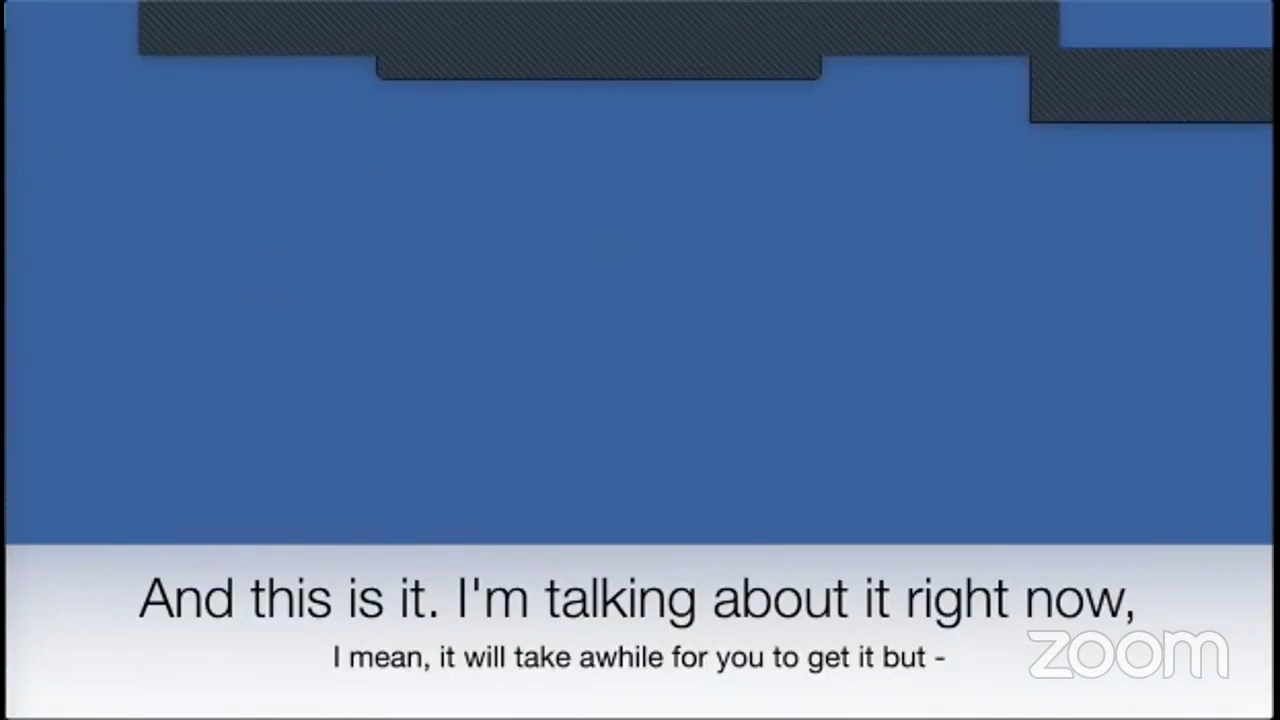 And this is it. I'm talking about it right now,
I mean, it will take awhile for you to get it but -
zoom